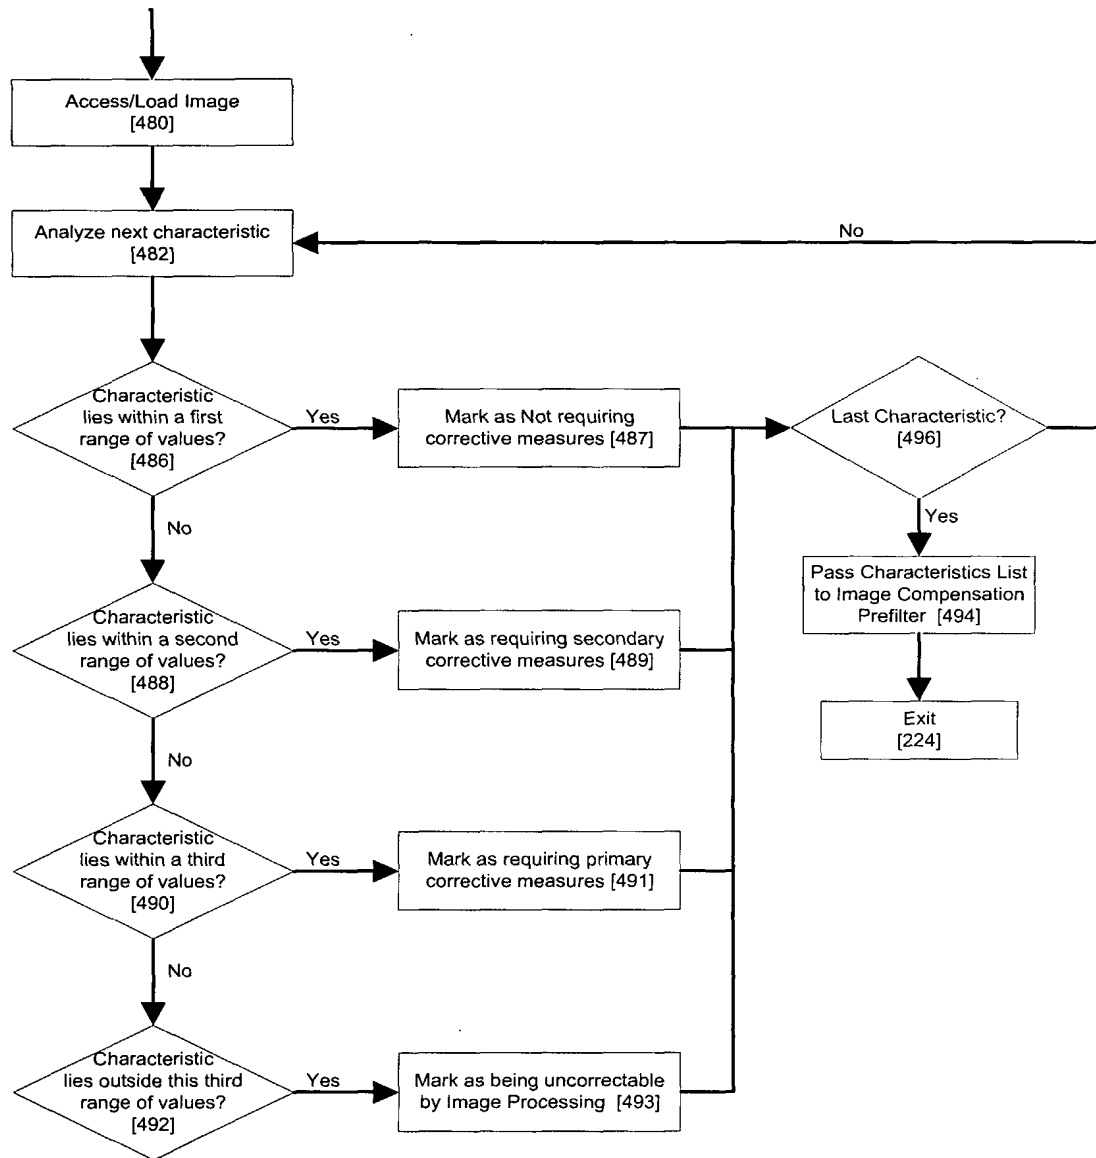 Access/Load Image
[480]
Analyze next characteristic
[482]
No
Characteristic
lies within a first
range of values?
[486]
Yes
Mark as Not requiring
corrective measures [487]
Last Characteristic?
[496]
No
Yes
Pass Characteristics List
to Image Compensation
Prefilter [494]
Characteristic
lies within a second
range of values?
[488]
Yes
Mark as requiring secondary
corrective measures [489]
Exit
[224]
No
Characteristic
lies within a third
range of values?
[490]
Yes
Mark as requiring primary
corrective measures [491]
No
Characteristic
lies outside this third
range of values?
[492]
Yes
Mark as being uncorrectable
by Image Processing [493]